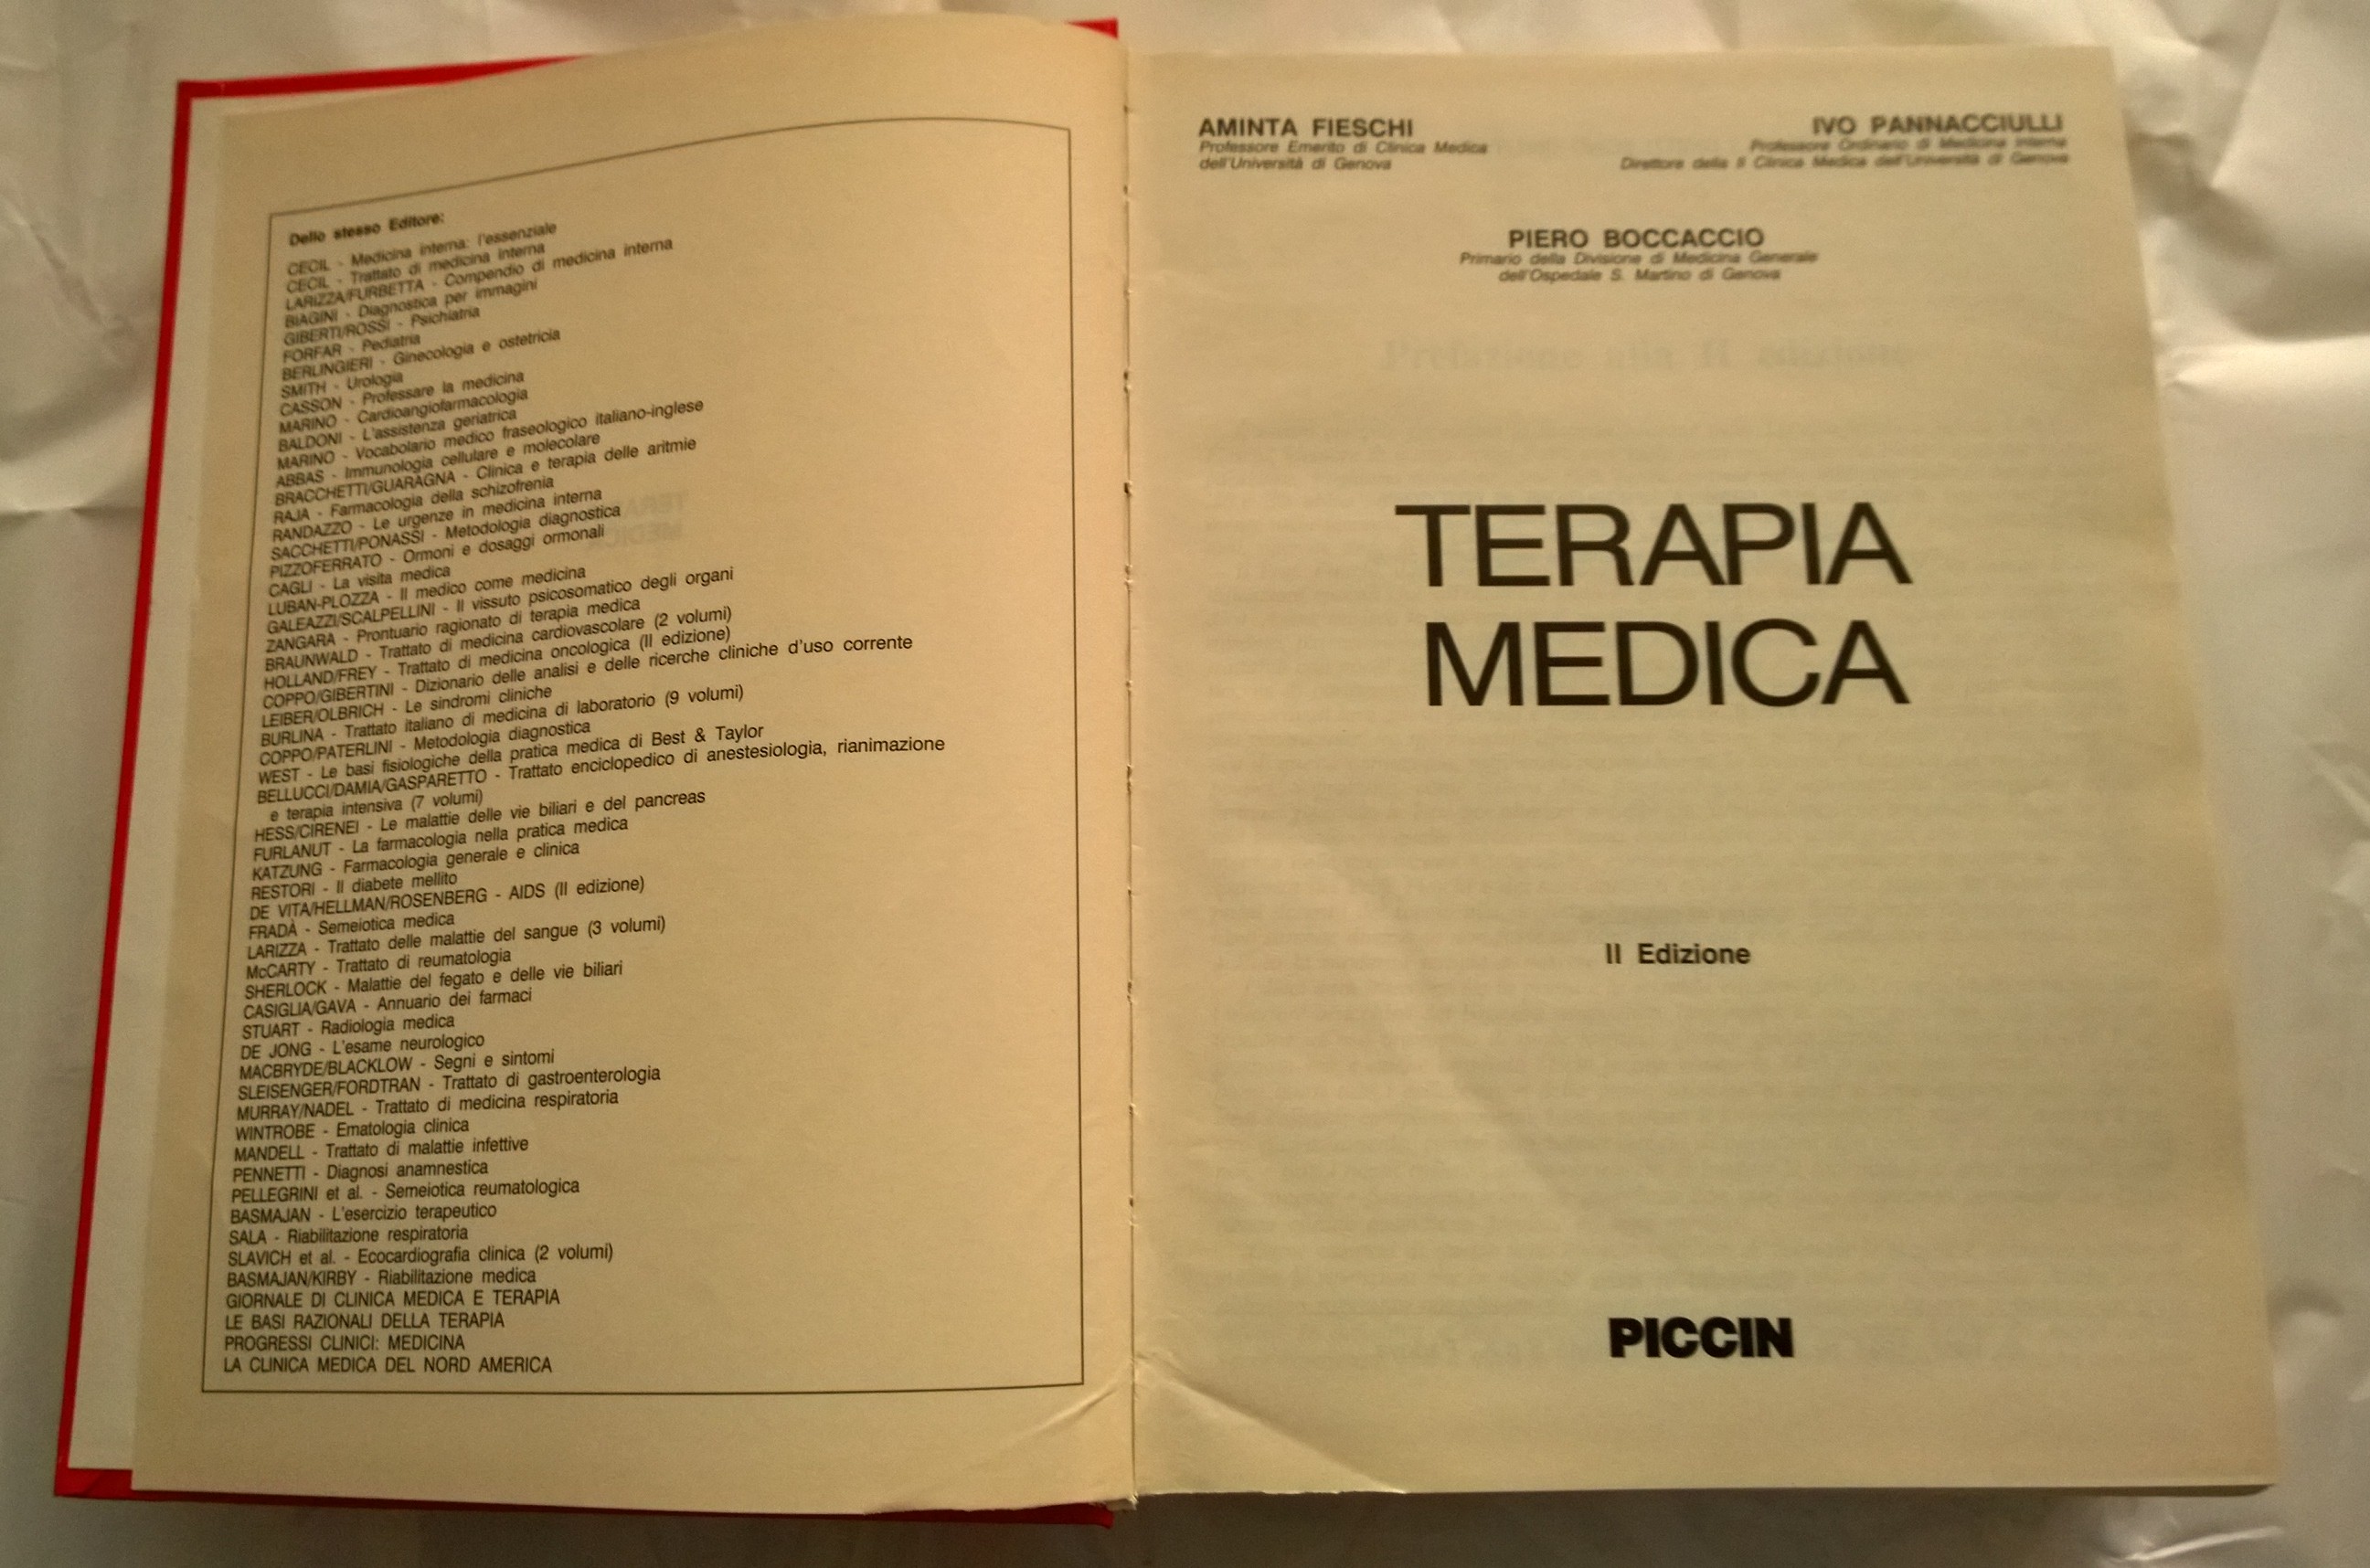 Dello stesso Editore:
CECIL - Medicina interna: l'essenziale
CECIL - Trattato di medicina interna
LARIZZA/FURBETTA - Compendio di medicina interna
BIAGINI - Diagnostica per immagini
GIBERTI/ROSSI - Psichiatria
FORFAR - Pediatria
BERLINGIERI - Ginecologia e ostetricia
SMITH - Urologia
CASSON - Professare la medicina
MARINO - Cardioangiofarmacologia
BALDONI - L'assistenza geriatrica
MARINO - Vocabolario medico fraseologico italiano-inglese
ABBAS - Immunologia cellulare e molecolare
BRACCHETTI/GUARAGNA - Clinica e terapia delle aritmie
RAJA - Farmacologia della schizofrenia
RANDAZZO - Le urgenze in medicina interna
SACCHETTI/PONASSI - Metodologia diagnostica
PIZZOFERRATO - Ormoni e dosaggi ormonali
CAGLI - La visita medica
LUBAN-PLOZZA - Il medico come medicina
GALEAZZI/SCALPELLINI - Il vissuto psicosomatico degli organi
ZANGARA - Prontuario ragionato di terapia medica
BRAUNWALD - Trattato di medicina cardiovascolare (2 volumi)
HOLLAND/FREY - Trattato di medicina oncologica (II edizione)
COPPO/GIBERTINI - Dizionario delle analisi e delle ricerche cliniche d'uso corrente
LEIBER/OLBRICH - Le sindromi cliniche
BURLINA - Trattato italiano di medicina di laboratorio (9 volumi)
COPPO/PATERLINI - Metodologia diagnostica
WEST - Le basi fisiologiche della pratica medica di Best & Taylor
BELLUCCI/DAMIA/GASPARETTO - Trattato enciclopedico di anestesiologia, rianimazione
e terapia intensiva (7 volumi)
HESS/CIRENEI - Le malattie delle vie biliari e del pancreas
FURLANUT - La farmacologia nella pratica medica
KATZUNG - Farmacologia generale e clinica
RESTORI - Il diabete mellito
DE VITA/HELLMAN/ROSENBERG - AIDS (II edizione)
FRADÀ - Semeiotica medica
LARIZZA - Trattato delle malattie del sangue (3 volumi)
McCARTY - Trattato di reumatologia
SHERLOCK - Malattie del fegato e delle vie biliari
CASIGLIA/GAVA - Annuario dei farmaci
STUART - Radiologia medica
DE JONG - L'esame neurologico
MACBRYDE/BLACKLOW - Segni e sintomi
SLEISENGER/FORDTRAN - Trattato di gastroenterologia
MURRAY/NADEL - Trattato di medicina respiratoria
WINTROBE - Ematologia clinica
MANDELL - Trattato di malattie infettive
PENNETTI - Diagnosi anamnestica
PELLEGRINI et al. - Semeiotica reumatologica
BASMAJAN - L'esercizio terapeutico
SALA - Riabilitazione respiratoria
SLAVICH et al. - Ecocardiografia clinica (2 volumi)
BASMAJAN/KIRBY - Riabilitazione medica
GIORNALE DI CLINICA MEDICA E TERAPIA
LE BASI RAZIONALI DELLA TERAPIA
PROGRESSI CLINICI: MEDICINA
LA CLINICA MEDICA DEL NORD AMERICA
AMINTA FIESCHI
Professore Emerito di Clinica Medica
dell'Università di Genova
IVO PANNACCIULLI
Professore Ordinario di Medicina Interna
Direttore della II Clinica Medica dell'Università di Genova
PIERO BOCCACCIO
Primario della Divisione di Medicina Generale
dell'Ospedale S. Martino di Genova
TERAPIA
MEDICA
II Edizione
PICCIN